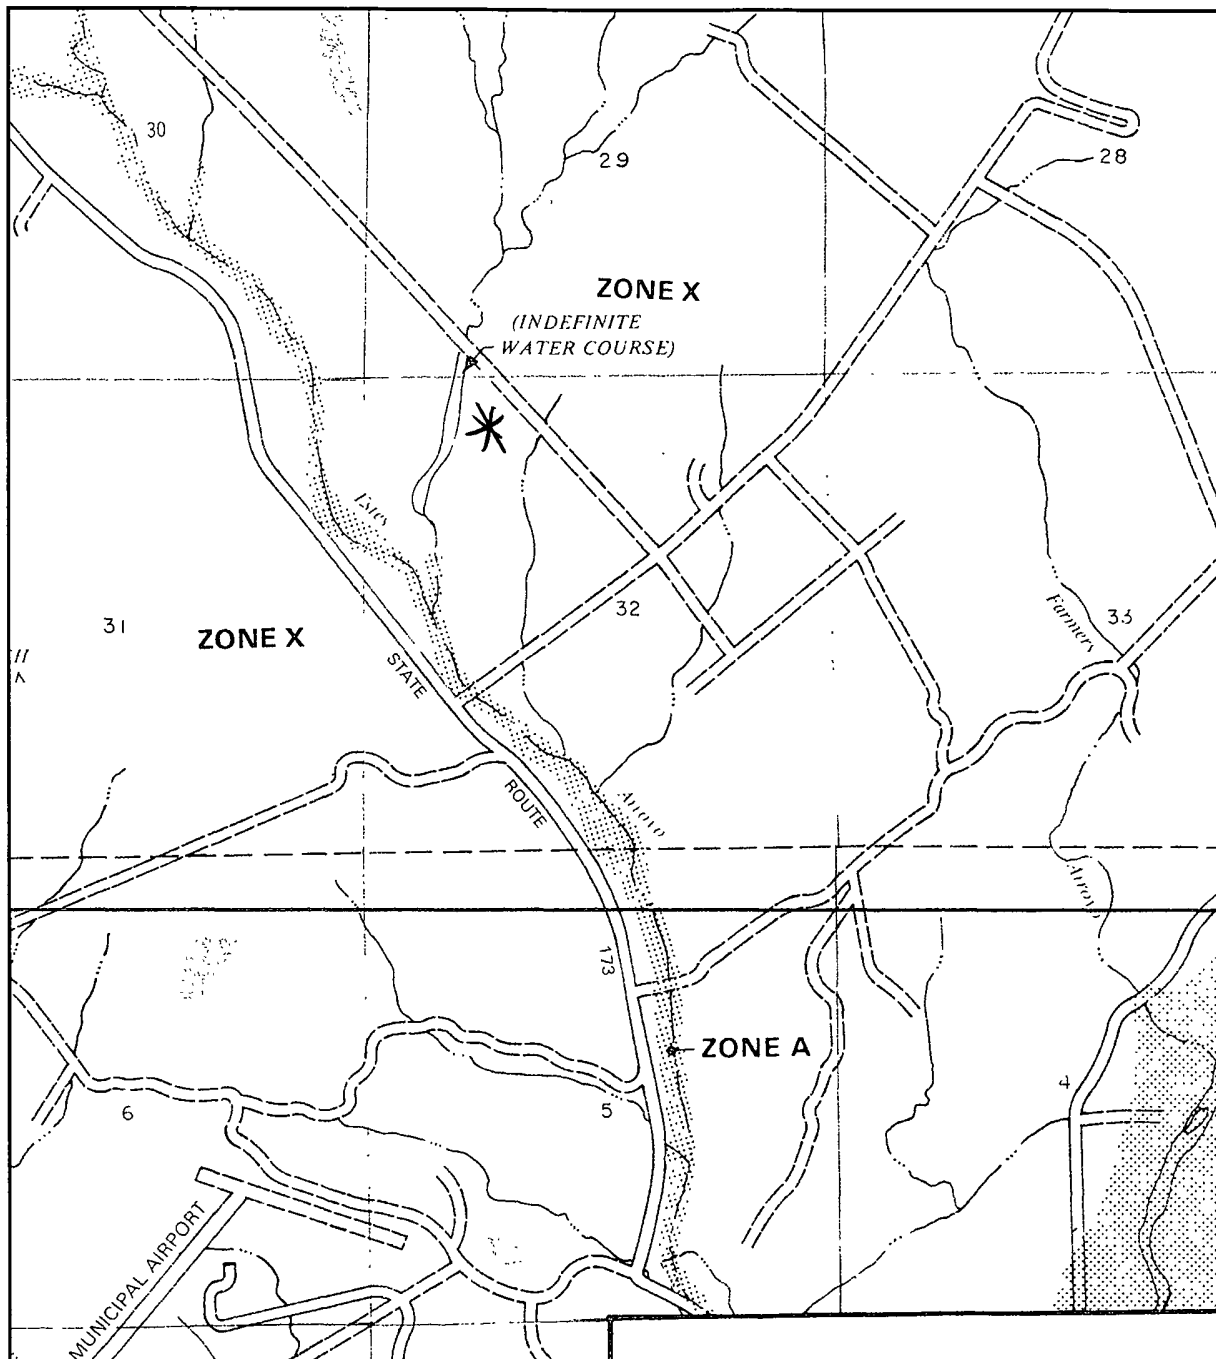 30
29
28
ZONE X
(INDEFINITE
WATER COURSE)
Estes
31
ZONE X
32
33
Farmers
STATE
ROUTE
Arroyo
Arroyo
173
ZONE A
4
6
5
MUNICIPAL AIRPORT